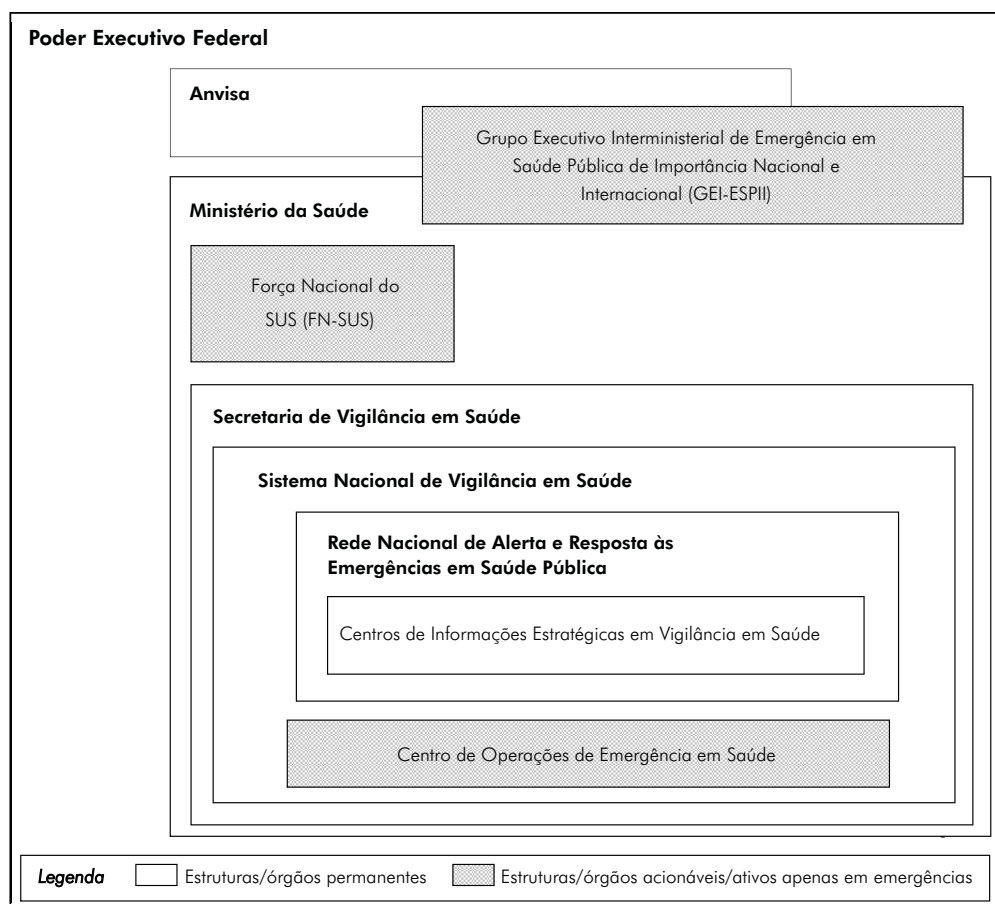 Poder Executivo Federal
Anvisa
Grupo Executivo Interministerial de Emergência em
Saúde Pública de Importância Nacional e
Internacional (GEI-ESPII)
Ministério da Saúde
Força Nacional do
SUS (FN-SUS)
Secretaria de Vigilância em Saúde
Sistema Nacional de Vigilância em Saúde
Rede Nacional de Alerta e Resposta às
Emergências em Saúde Pública
Centros de Informações Estratégicas em Vigilância em Saúde
Centro de Operações de Emergência em Saúde
Legenda Estruturas/órgãos permanentes Estruturas/órgãos acionáveis/ativos apenas em emergências